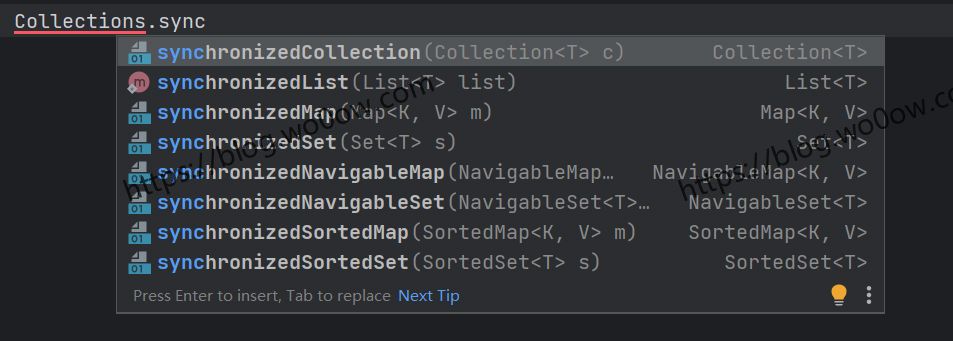 Collections.sync
synchronizedCollection(Collection<T> c) Collection<T>
synchronizedList(List<T> list) List<T>
synchronizedMap(Map<K, V> m) Map<K, V>
synchronizedSet(Set<T> s) Set<T>
synchronizedNavigableMap(NavigableMap… NavigableMap<K, V>
synchronizedNavigableSet(NavigableSet<T>… NavigableSet<T>
synchronizedSortedMap(SortedMap<K, V> m) SortedMap<K, V>
synchronizedSortedSet(SortedSet<T> s) SortedSet<T>
Press Enter to insert, Tab to replace Next Tip
https://blog.wo0ow.com
https://blog.wo0ow.co